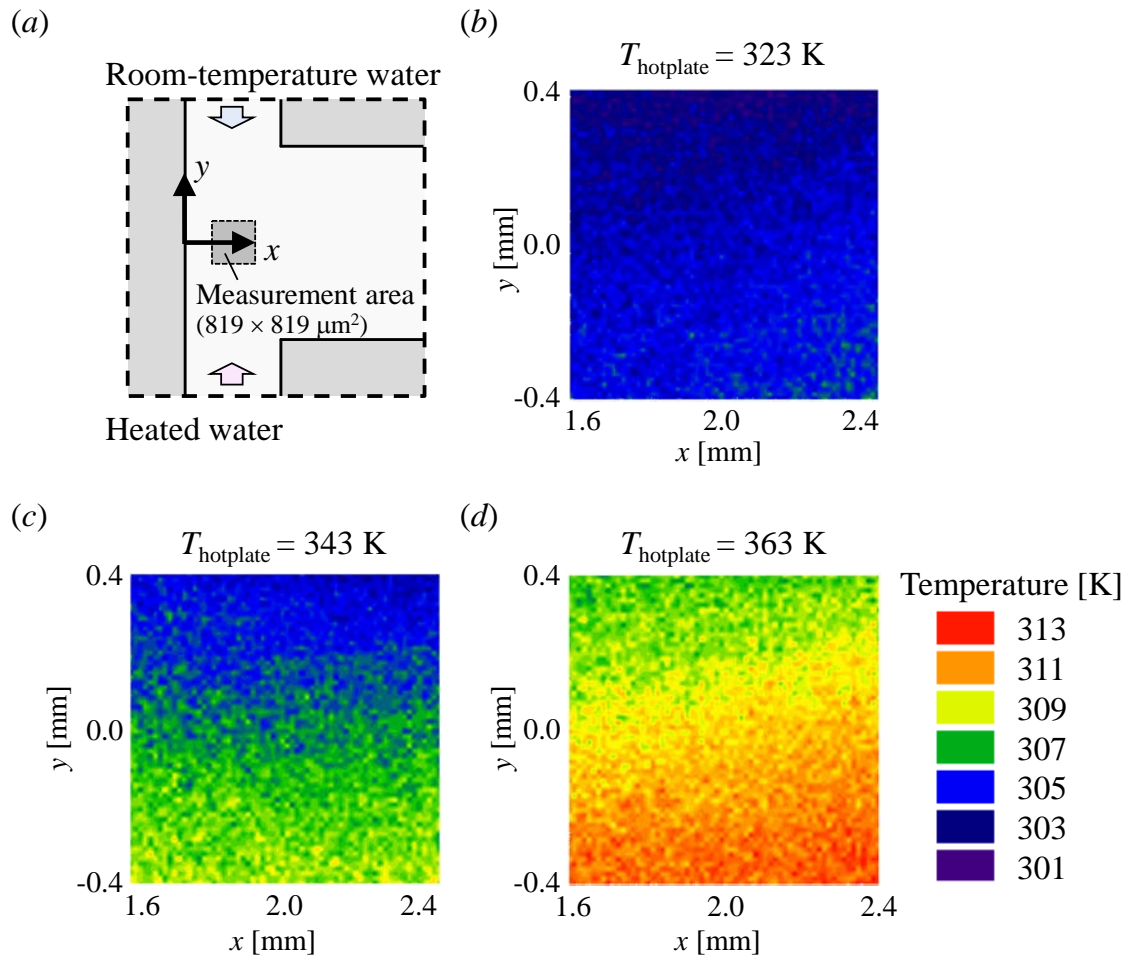 (a)
Room-temperature water
y
x
Measurement area
(819 × 819 μm²)
Heated water
(b)
T_hotplate = 323 K
0.4
0.0
-0.4
y [mm]
1.6 2.0 2.4
x [mm]
(c)
T_hotplate = 343 K
0.4
0.0
-0.4
y [mm]
1.6 2.0 2.4
x [mm]
(d)
T_hotplate = 363 K
0.4
0.0
-0.4
y [mm]
1.6 2.0 2.4
x [mm]
Temperature [K]
313
311
309
307
305
303
301